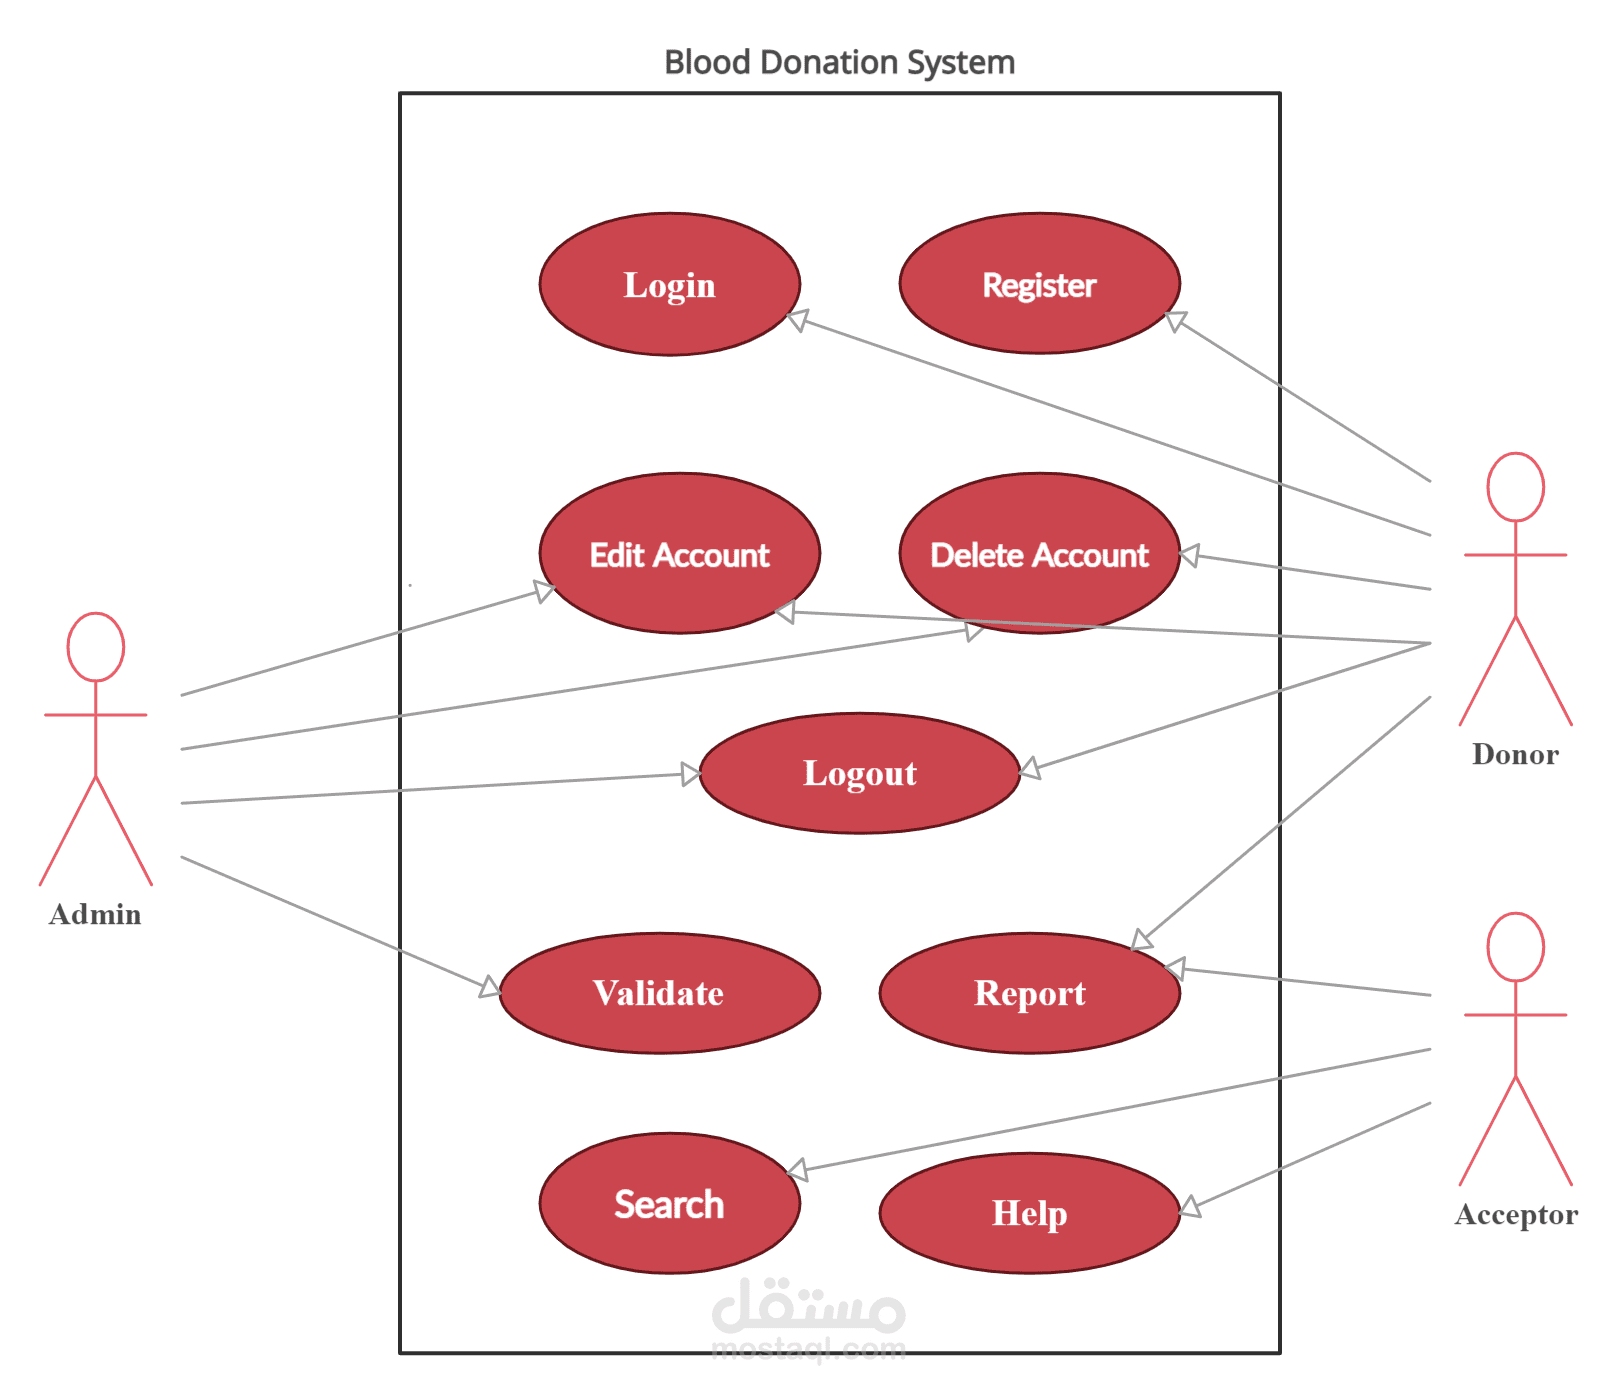 Blood Donation System
Login
Register
Edit Account
Delete Account
Logout
Donor
Admin
Validate
Report
Search
Help
Acceptor
مستقل
mostaql.com